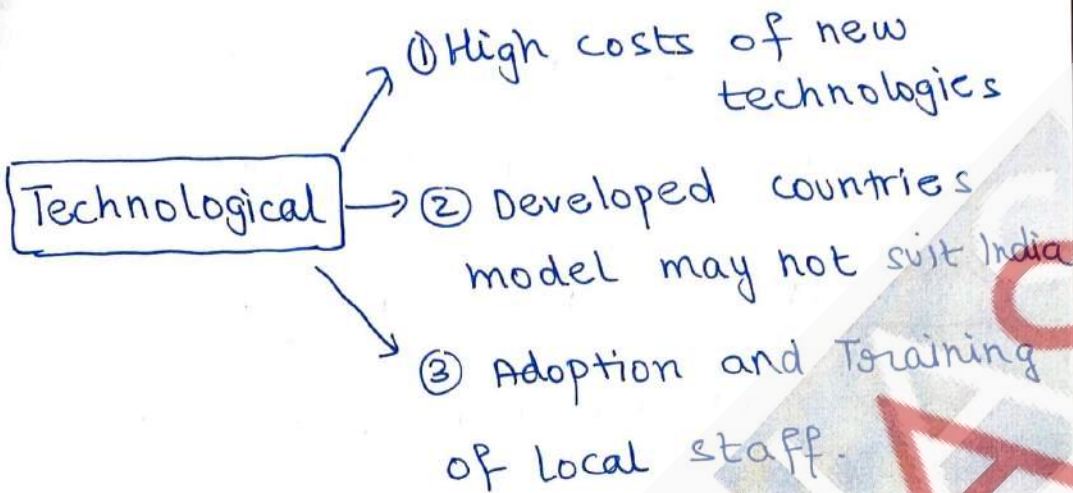 ① High costs of new
technologies
Technological
② Developed countries
model may not suit India
③ Adoption and Training
of Local staff.